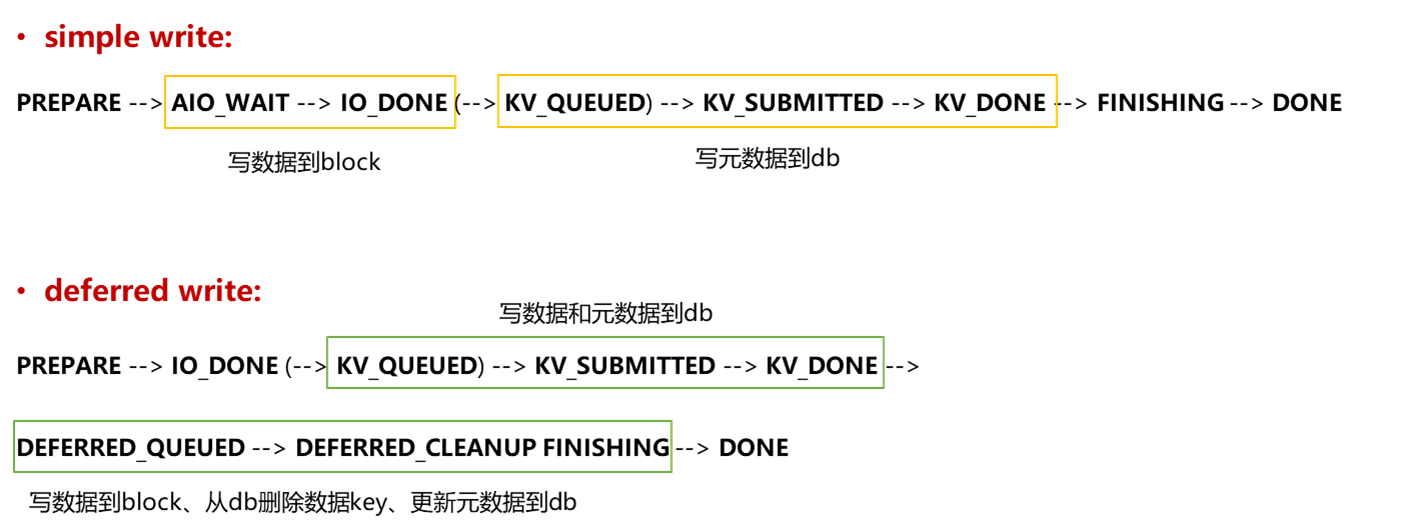 • simple write:
PREPARE --> AIO_WAIT --> IO_DONE (--> KV_QUEUED) --> KV_SUBMITTED --> KV_DONE --> FINISHING --> DONE
写数据到block
写元数据到db
• deferred write:
写数据和元数据到db
PREPARE --> IO_DONE (--> KV_QUEUED) --> KV_SUBMITTED --> KV_DONE -->
DEFERRED_QUEUED --> DEFERRED_CLEANUP FINISHING --> DONE
写数据到block、从db删除数据key、更新元数据到db